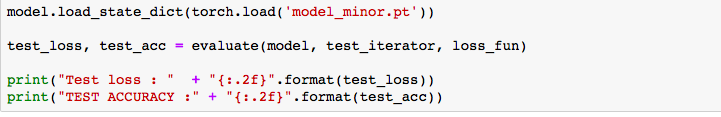 model.load_state_dict(torch.load('model_minor.pt'))
test_loss, test_acc = evaluate(model, test_iterator, loss_fun)
print("Test loss : "  + "{:.2f}".format(test_loss))
print("TEST ACCURACY :" + "{:.2f}".format(test_acc))